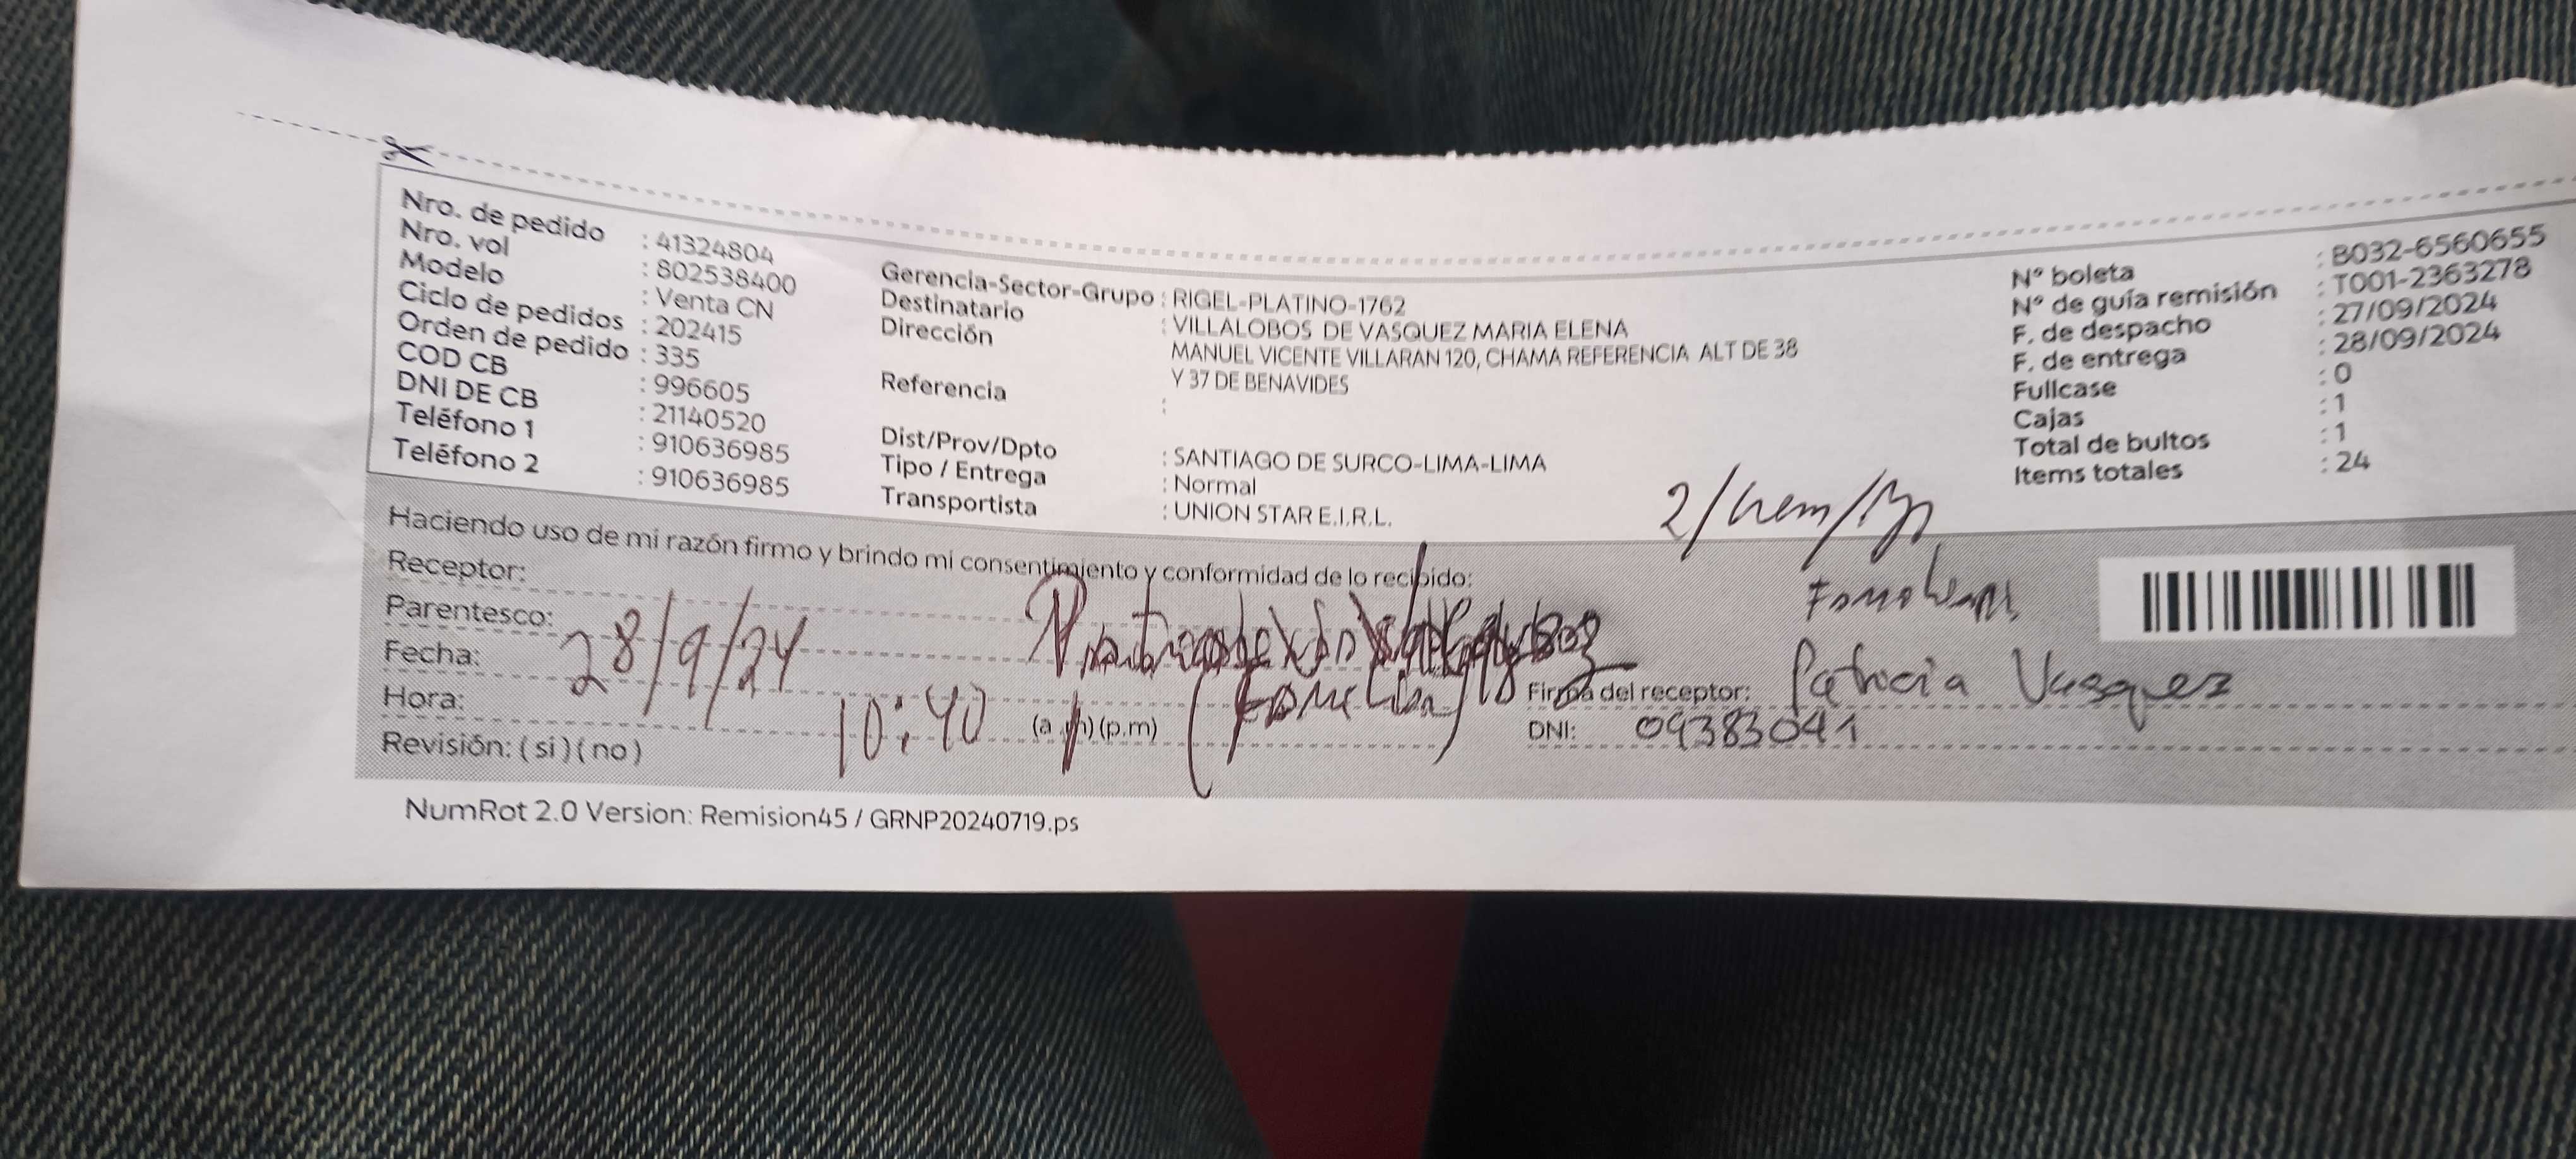 Nro. de pedido : 41324804
Nro. vol : 802538400
Modelo : Venta CN
Ciclo de pedidos : 202415
Orden de pedido : 335
COD CB : 996605
DNI DE CB : 21140520
Teléfono 1 : 910636985
Teléfono 2 : 910636985
Gerencia-Sector-Grupo : RIGEL-PLATINO-1762
Destinatario : VILLALOBOS DE VASQUEZ MARIA ELENA
Dirección MANUEL VICENTE VILLARAN 120, CHAMA REFERENCIA ALT DE 38
Y 37 DE BENAVIDES
Referencia :
Dist/Prov/Dpto : SANTIAGO DE SURCO-LIMA-LIMA
Tipo / Entrega : Normal
Transportista : UNION STAR E.I.R.L.
N° boleta : B032-6560655
N° de guía remisión : T001-2363278
F. de despacho : 27/09/2024
F. de entrega : 28/09/2024
Fullcase : 0
Cajas : 1
Total de bultos : 1
Items totales : 24
Haciendo uso de mi razón firmo y brindo mi consentimiento y conformidad de lo recibido:
Receptor:
Parentesco:
Fecha: 28/9/24
Hora: 10:40 (a.m) (p.m)
Revisión: ( si ) ( no )
Firma del receptor: Patricia Vasquez
DNI: 09383041
NumRot 2.0 Version: Remision45 / GRNP20240719.ps